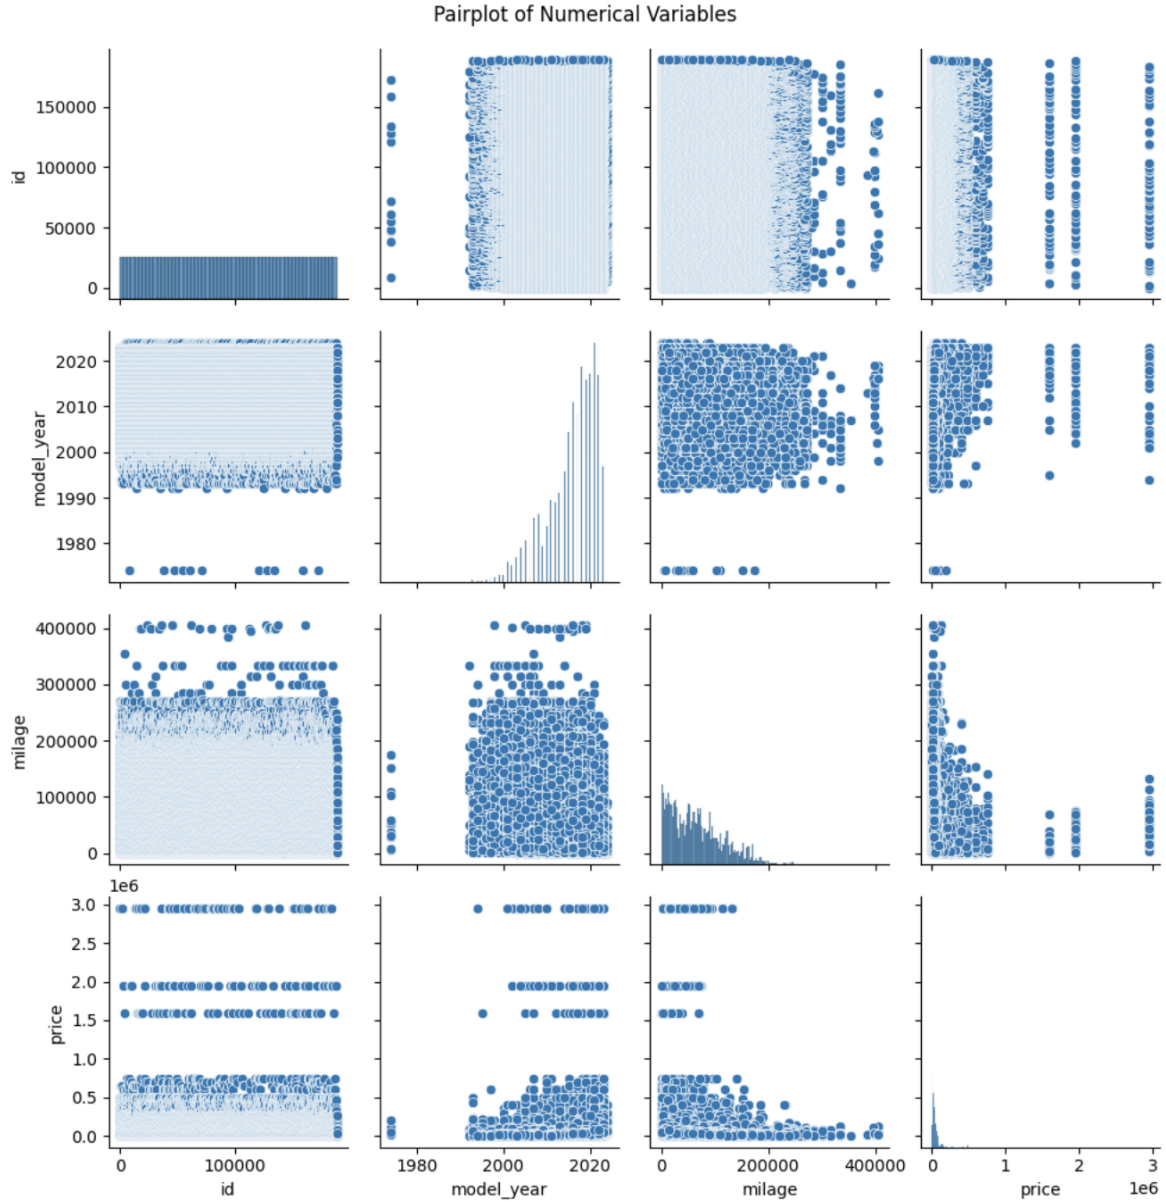 Pairplot of Numerical Variables
150000
100000
50000
0
id
2020
2010
2000
1990
1980
model_year
400000
300000
200000
100000
0
milage
1e6
3.0
2.5
2.0
1.5
1.0
0.5
0.0
price
0 100000
id
1980 2000 2020
model_year
0 200000 400000
milage
0 1 2 3
price 1e6